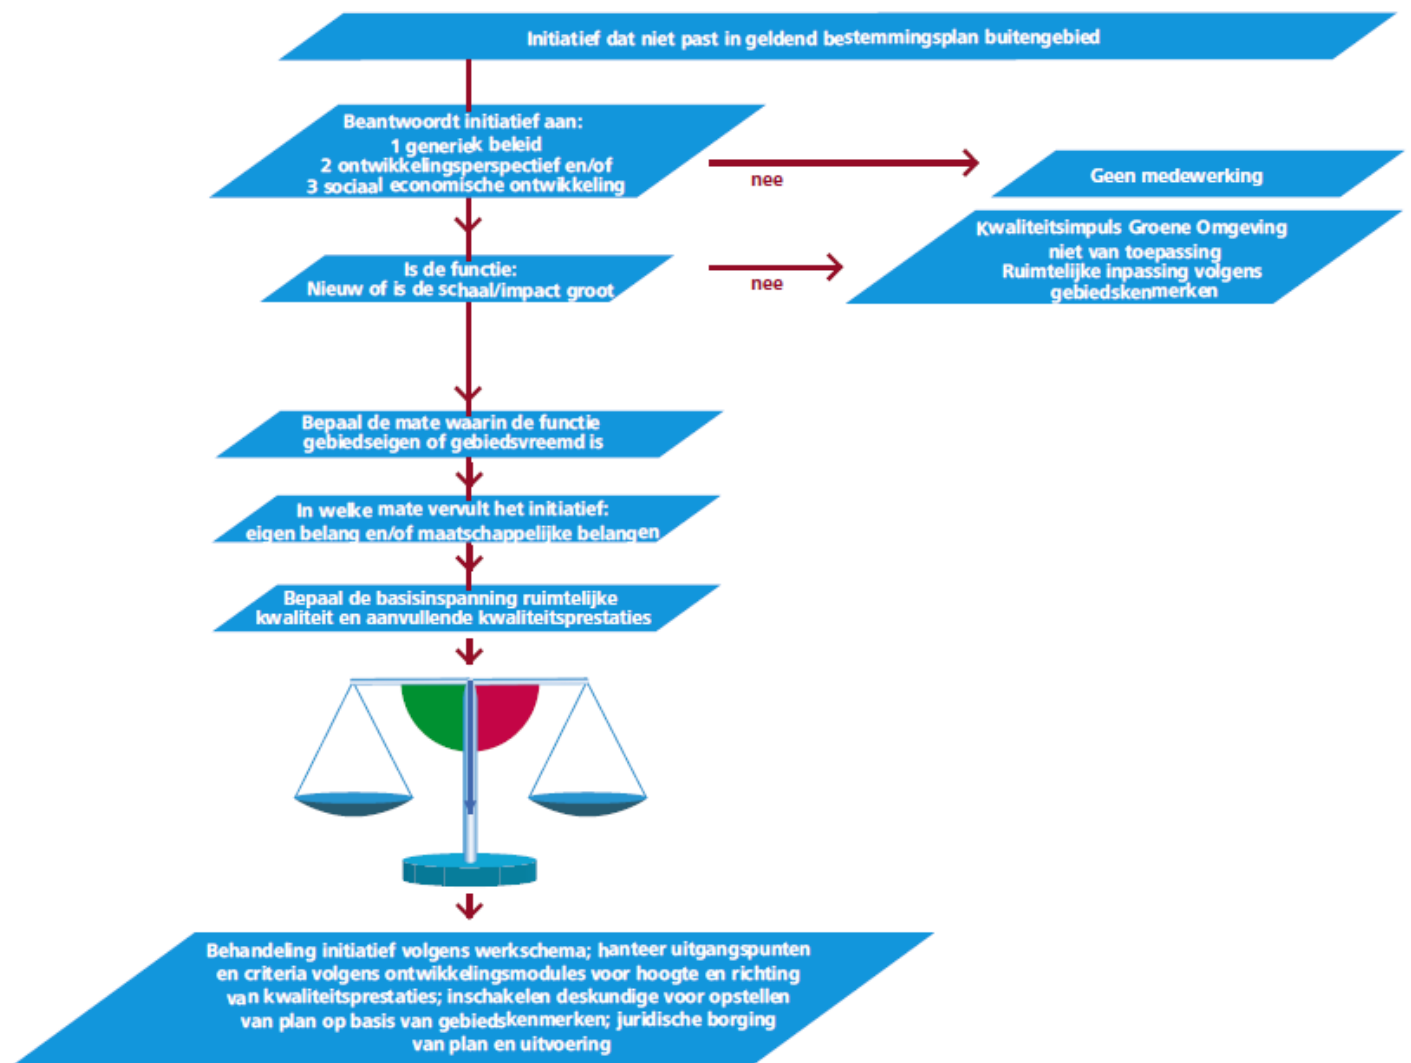 Initiatief dat niet past in geldend bestemmingsplan buitengebied
Beantwoordt initiatief aan:
1 generiek beleid
2 ontwikkelingsperspectief en/of
3 sociaal economische ontwikkeling
nee
Geen medewerking
Is de functie:
Nieuw of is de schaal/impact groot
nee
Kwaliteitsimpuls Groene Omgeving
niet van toepassing
Ruimtelijke inpassing volgens
gebiedskenmerken
Bepaal de mate waarin de functie
gebiedseigen of gebiedsvreemd is
In welke mate vervult het initiatief:
eigen belang en/of maatschappelijke belangen
Bepaal de basisinspanning ruimtelijke
kwaliteit en aanvullende kwaliteitsprestaties
Behandeling initiatief volgens werkschema; hanteer uitgangspunten
en criteria volgens ontwikkelingsmodules voor hoogte en richting
van kwaliteitsprestaties; inschakelen deskundige voor opstellen
van plan op basis van gebiedskenmerken; juridische borging
van plan en uitvoering